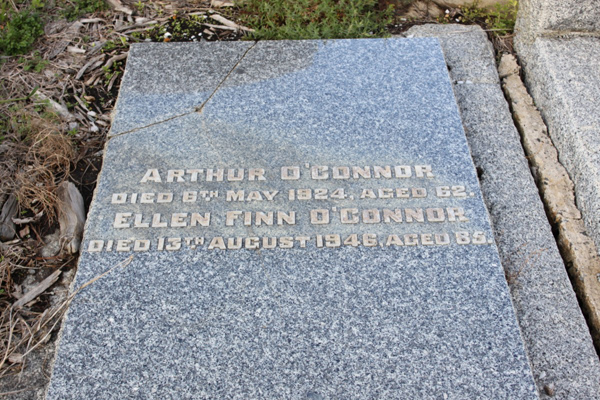 ARTHUR O'CONNOR
DIED 8TH MAY 1924, AGED 62.
ELLEN FINN O'CONNOR
DIED 13TH AUGUST 1946, AGED 85.